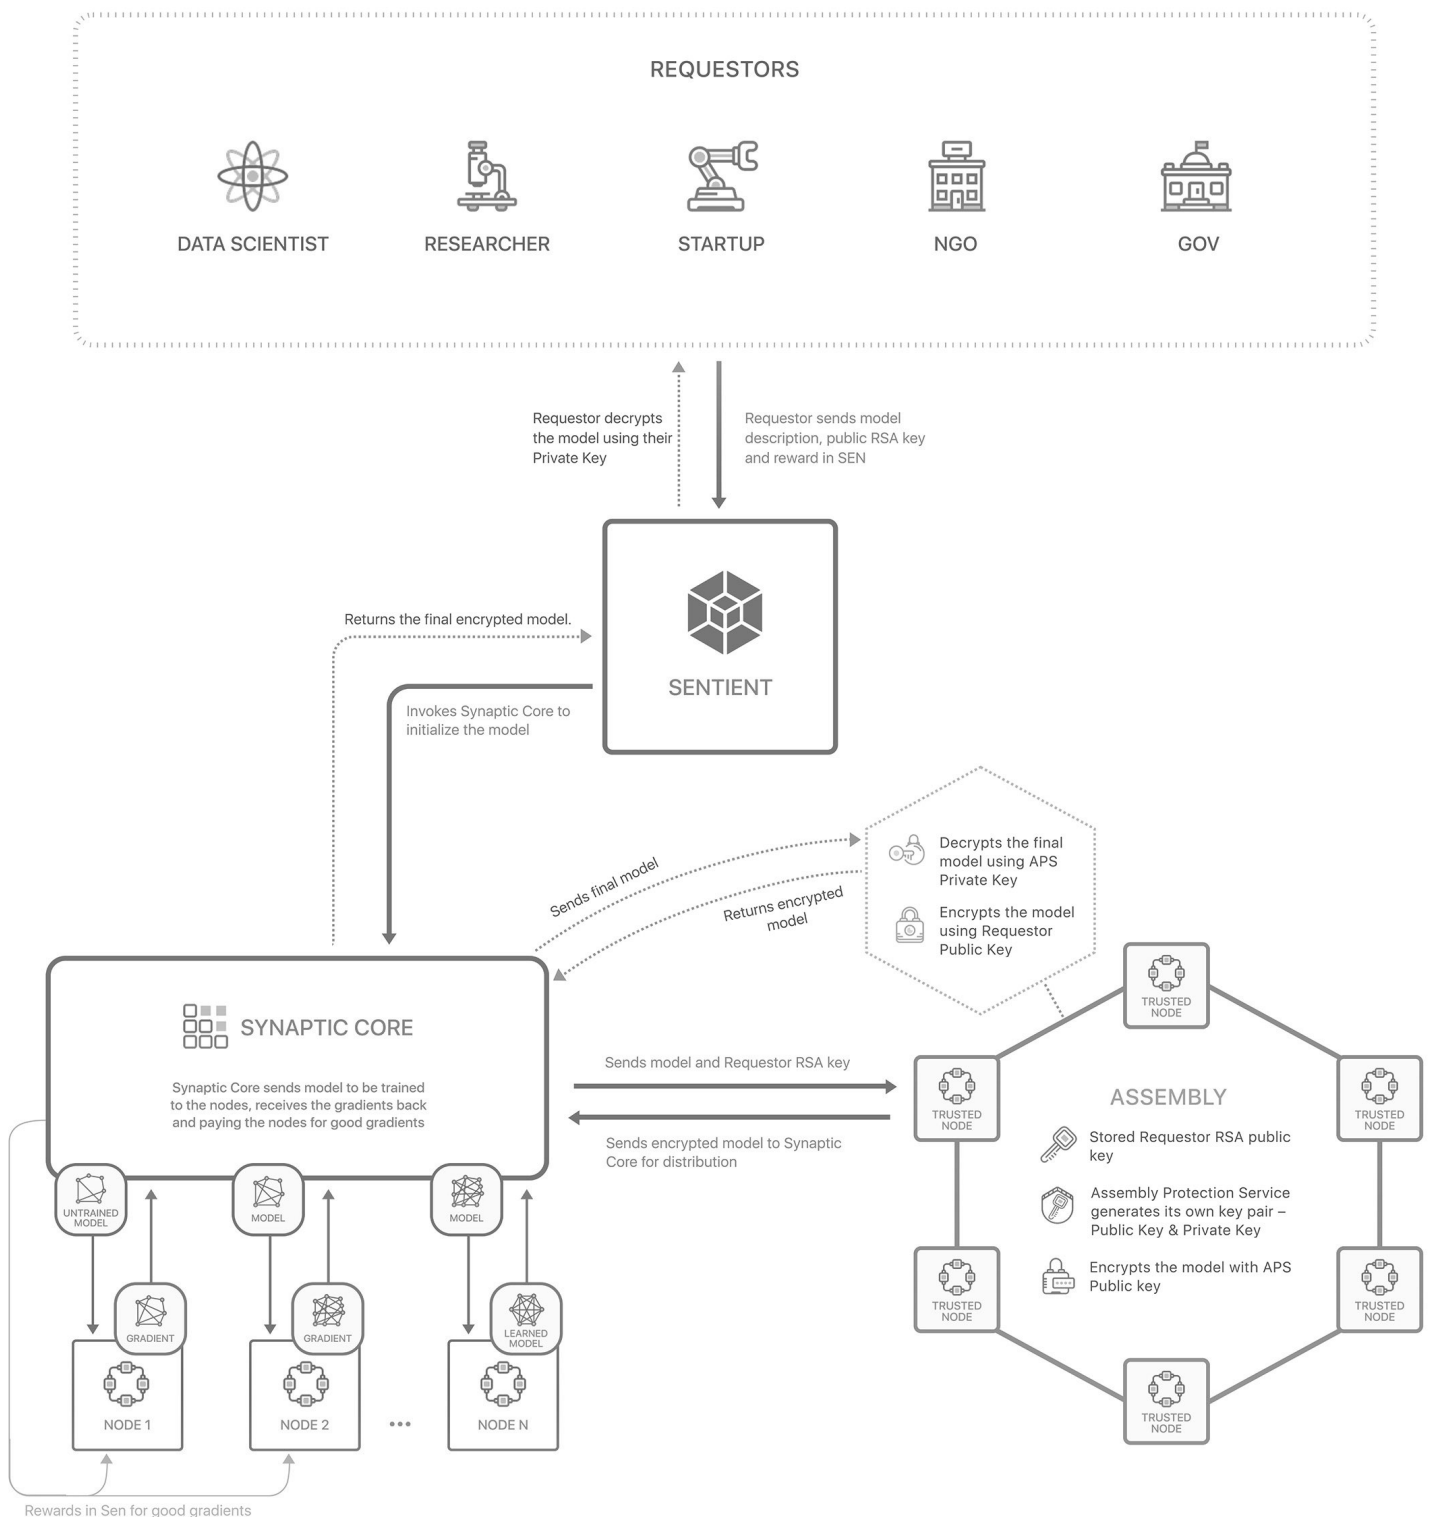 REQUESTORS
DATA SCIENTIST
RESEARCHER
STARTUP
NGO
GOV
Requestor decrypts
the model using their
Private Key
Requestor sends model
description, public RSA key
and reward in SEN
Returns the final encrypted model.
SENTIENT
Invokes Synaptic Core to
initialize the model
Sends final model
Returns encrypted
model
Decrypts the final
model using APS
Private Key
Encrypts the model
using Requestor
Public Key
SYNAPTIC CORE
Synaptic Core sends model to be trained
to the nodes, receives the gradients back
and paying the nodes for good gradients
Sends model and Requestor RSA key
Sends encrypted model to Synaptic
Core for distribution
TRUSTED
NODE
TRUSTED
NODE
TRUSTED
NODE
ASSEMBLY
Stored Requestor RSA public
key
Assembly Protection Service
generates its own key pair –
Public Key & Private Key
Encrypts the model with APS
Public key
TRUSTED
NODE
TRUSTED
NODE
TRUSTED
NODE
UNTRAINED
MODEL
MODEL
MODEL
GRADIENT
GRADIENT
LEARNED
MODEL
NODE 1
NODE 2
...
NODE N
Rewards in Sen for good gradients